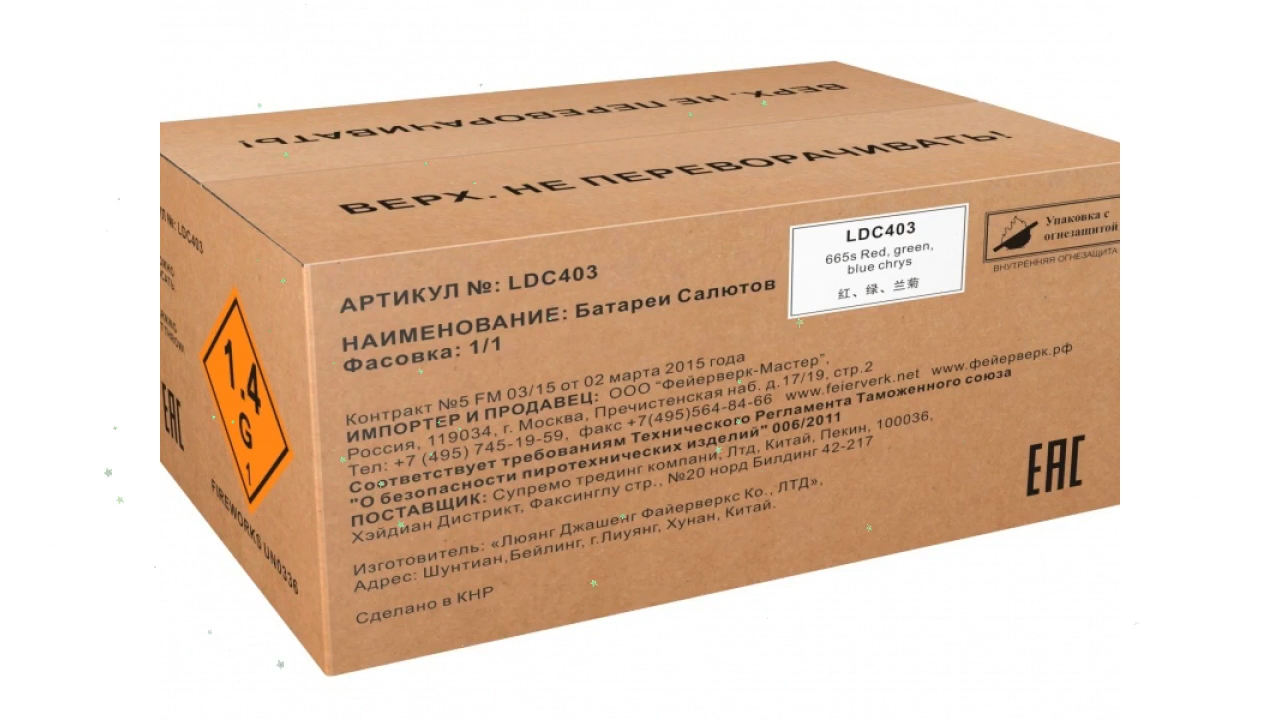 ВЕРХ. НЕ ПЕРЕВОРАЧИВАТЬ!
ВЕРХ. НЕ ПЕРЕВОРАЧИВАТЬ!
LDC403
1.4
G
1
FIREWORKS UN0336
EAC
АРТИКУЛ №: LDC403
НАИМЕНОВАНИЕ: Батареи Салютов
Фасовка: 1/1
LDC403
665s Red, green,
blue chrys
红、绿、兰菊
Упаковка с
огнезащитой
ВНУТРЕННЯЯ ОГНЕЗАЩИТА
Контракт №5 FM 03/15 от 02 марта 2015 года
ИМПОРТЕР И ПРОДАВЕЦ: ООО "Фейерверк-Мастер",
Россия, 119034, г. Москва, Пречистенская наб. д.17/19, стр.2
Тел: +7 (495) 745-19-59, факс +7(495)564-84-66 www.feierverk.net www.фейерверк.рф
Соответствует требованиям Технического Регламента Таможенного союза
"О безопасности пиротехнических изделий" 006/2011
ПОСТАВЩИК: Супремо трединг компани, Лтд, Китай, Пекин, 100036,
Хэйдиан Дистрикт, Факсинглу стр., №20 норд Билдинг 42-217
Изготовитель: «Люянг Джашенг Файерверкс Ко., ЛТД»,
Адрес: Шунтиан,Бейлинг, г.Лиуянг, Хунан, Китай.
Сделано в КНР
EAC